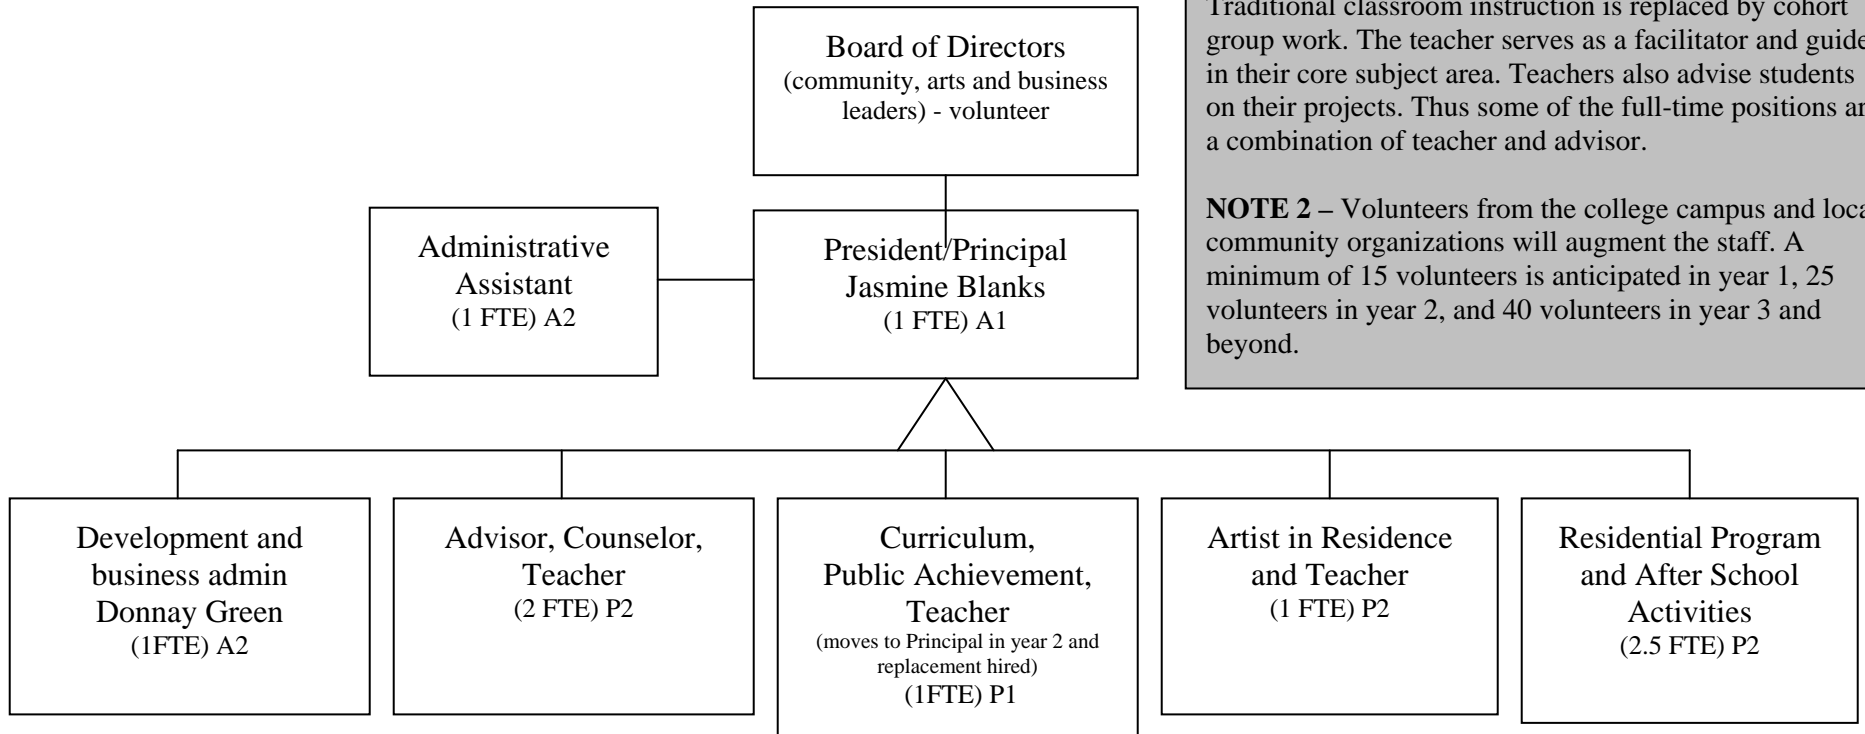 Board of Directors
(community, arts and business
leaders) - volunteer
Traditional classroom instruction is replaced by cohort
group work. The teacher serves as a facilitator and guide
in their core subject area. Teachers also advise students
on their projects. Thus some of the full-time positions
a combination of teacher and advisor.
NOTE 2 – Volunteers from the college campus and
community organizations will augment the staff. A
minimum of 15 volunteers is anticipated in year 1, 25
volunteers in year 2, and 40 volunteers in year 3 and
beyond.
Administrative
Assistant
(1 FTE) A2
President/Principal
Jasmine Blanks
(1 FTE) A1
Development and
business admin
Donnay Green
(1FTE) A2
Advisor, Counselor,
Teacher
(2 FTE) P2
Curriculum,
Public Achievement,
Teacher
(moves to Principal in year 2 and
replacement hired)
(1FTE) P1
Artist in Residence
and Teacher
(1 FTE) P2
Residential Program
and After School
Activities
(2.5 FTE) P2